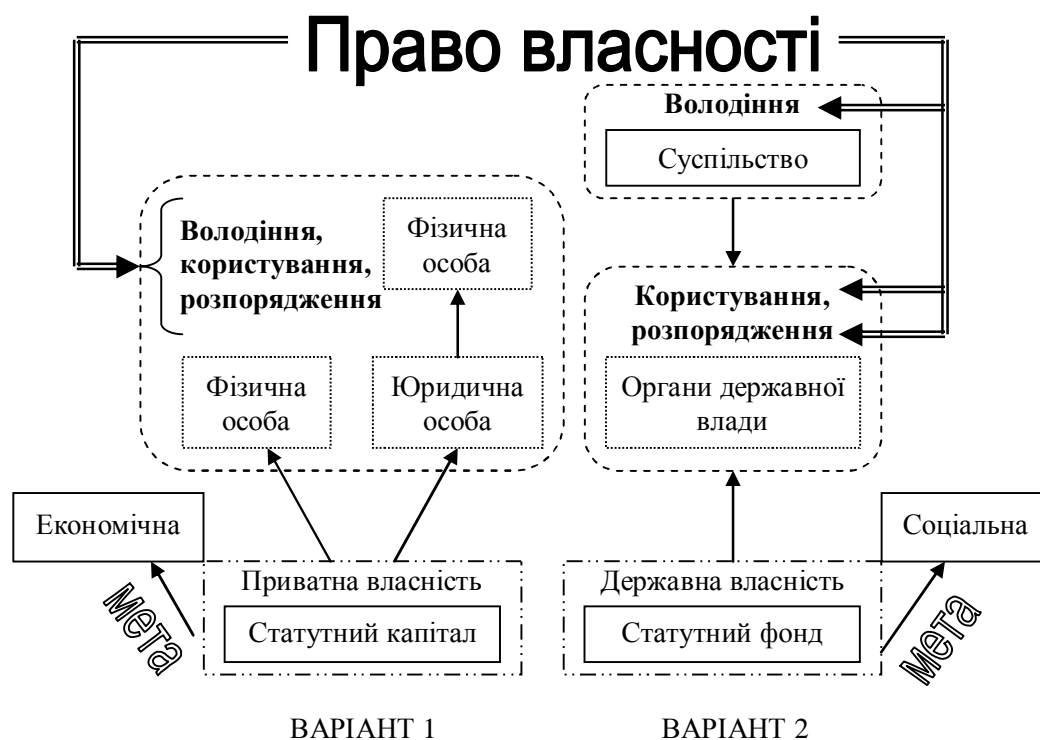 Право власності
Володіння
Суспільство
Володіння,
користування,
розпорядження
Фізична
особа
Користування,
розпорядження
Фізична
особа
Юридична
особа
Органи державної
влади
Економічна
Соціальна
мета
Приватна власність
Статутний капітал
Державна власність
Статутний фонд
мета
ВАРІАНТ 1
ВАРІАНТ 2